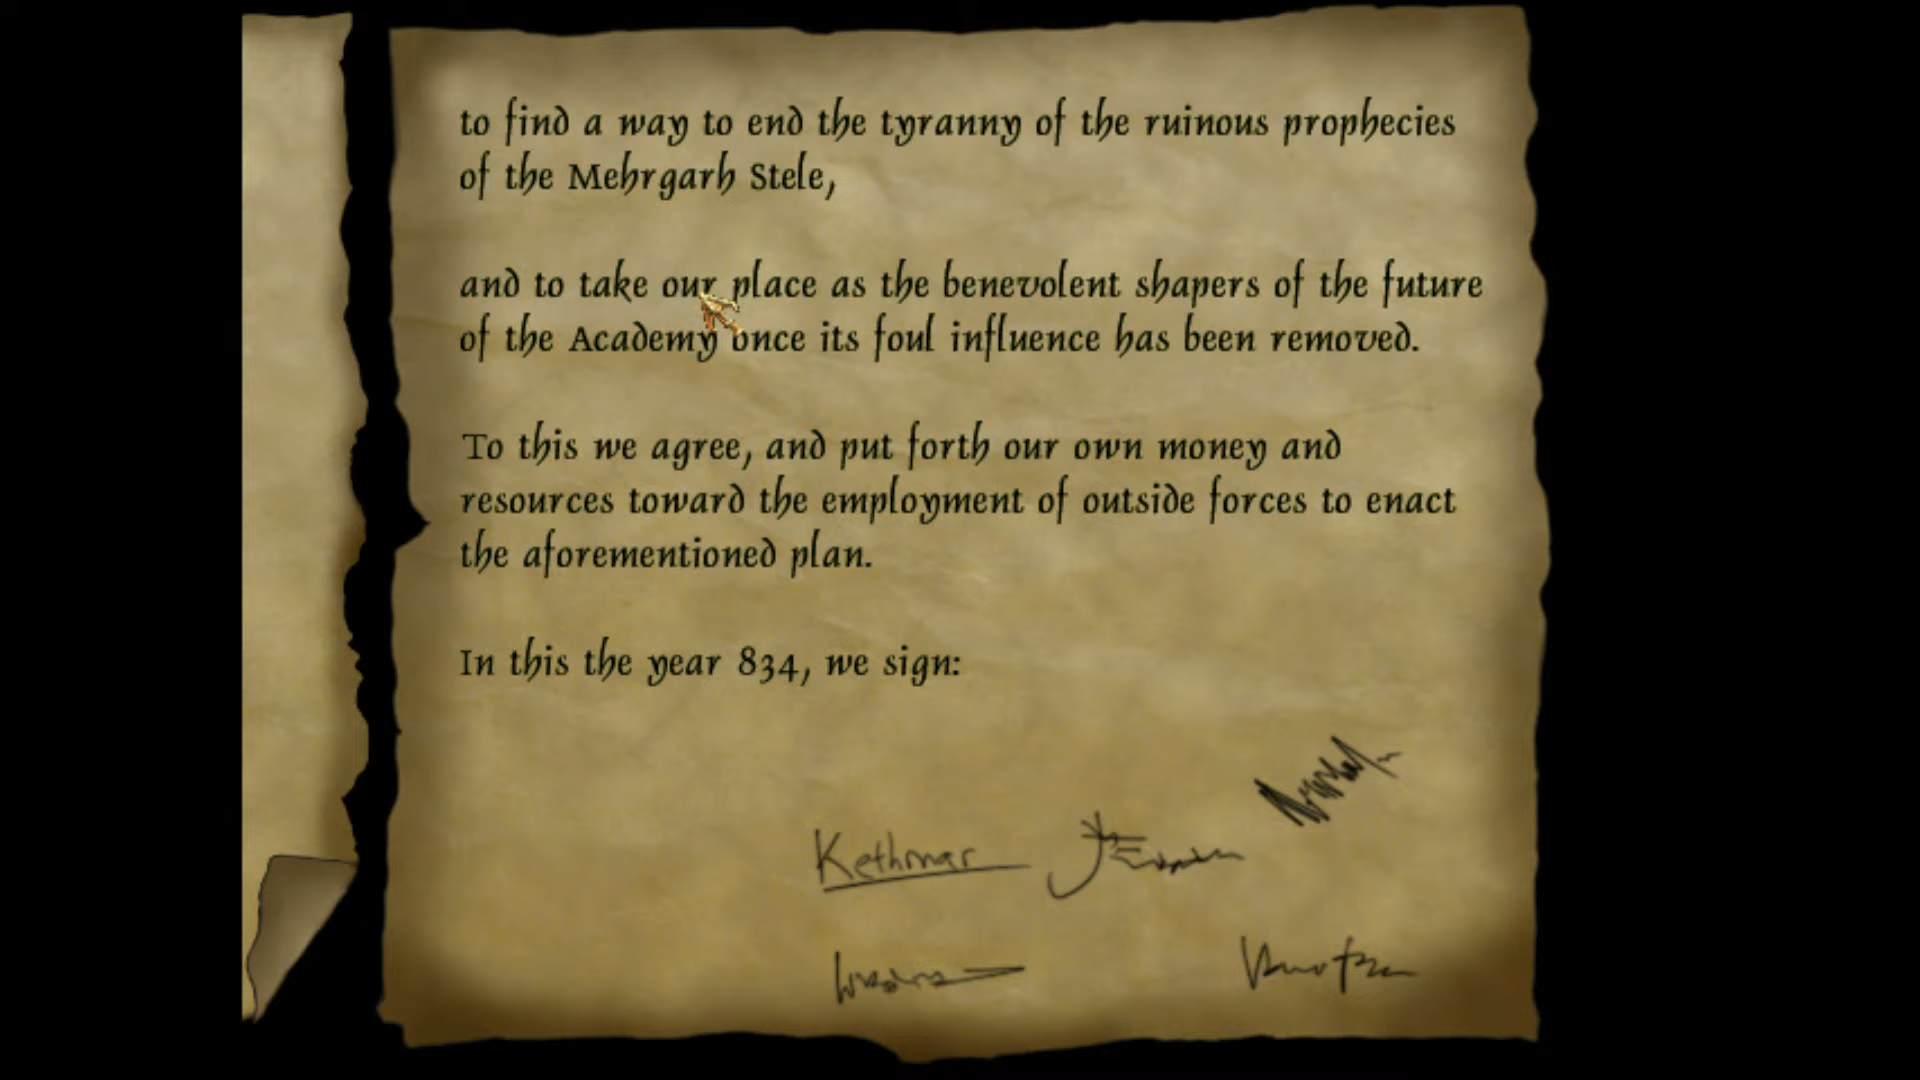 to find a way to end the tyranny of the ruinous prophecies
of the Mehrgarh Stele,
and to take our place as the benevolent shapers of the future
of the Academy once its foul influence has been removed.
To this we agree, and put forth our own money and
resources toward the employment of outside forces to enact
the aforementioned plan.
In this the year 834, we sign:
Kethmar